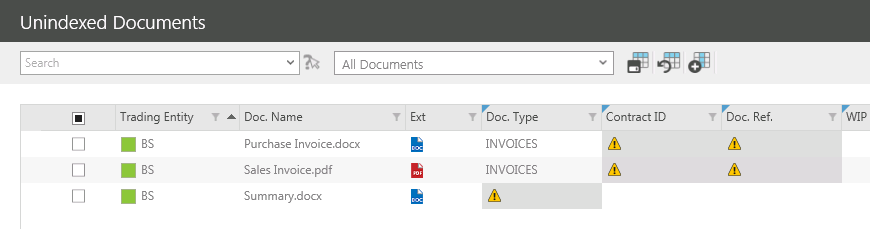 Unindexed Documents
Search All Documents
Trading Entity Doc. Name Ext Doc. Type Contract ID Doc. Ref. WIP
BS Purchase Invoice.docx DOC INVOICES
BS Sales Invoice.pdf PDF INVOICES
BS Summary.docx DOC